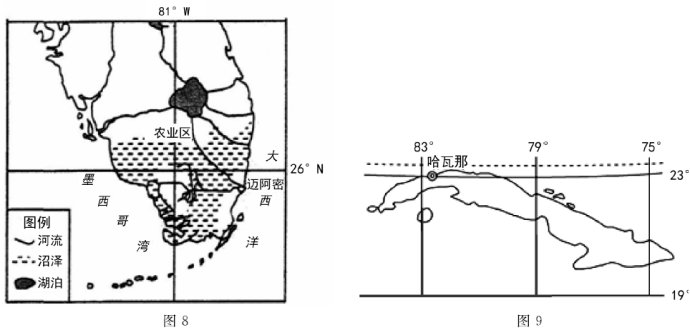 81° W
农业区
大
26° N
迈阿密
西
洋
墨
西
哥
湾
图例
河流
沼泽
湖泊
图 8
83°
79°
75°
哈瓦那
23°
19°
图 9